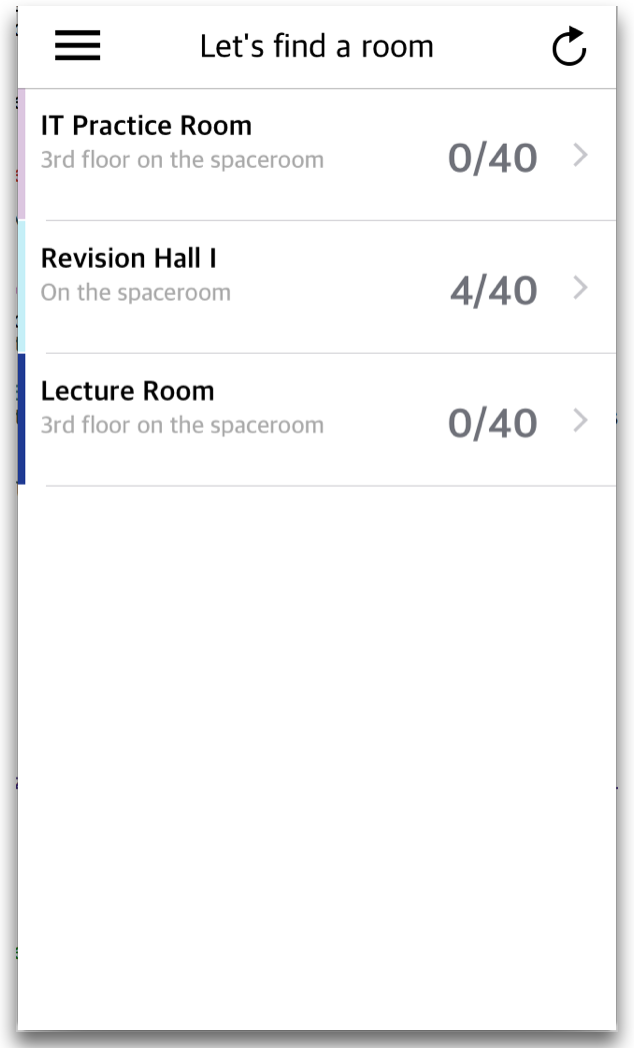 Let's find a room
IT Practice Room
3rd floor on the spaceroom
0/40
Revision Hall I
On the spaceroom
4/40
Lecture Room
3rd floor on the spaceroom
0/40